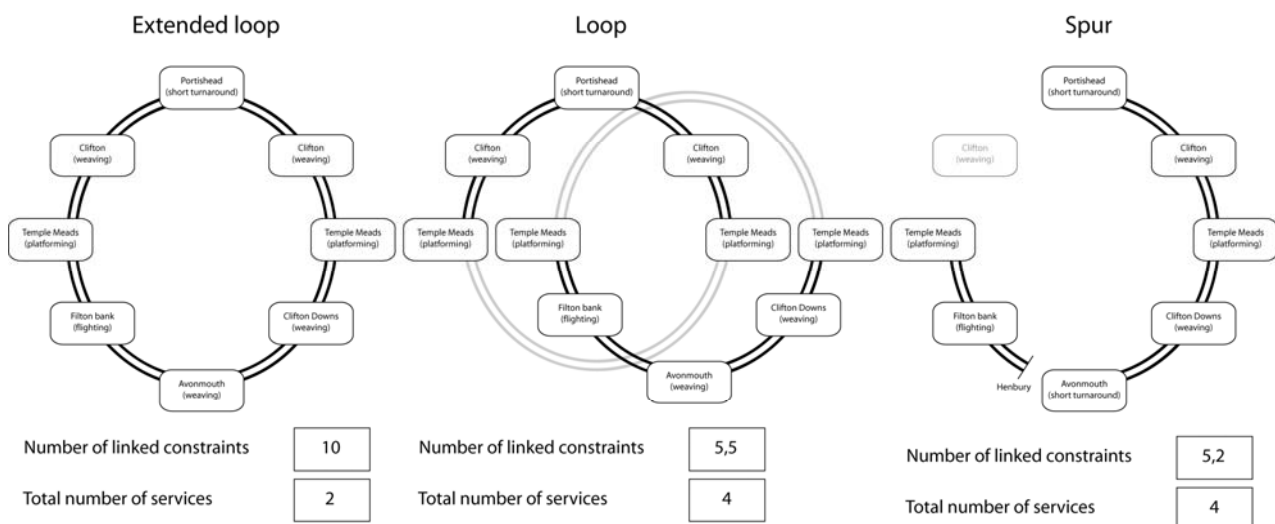 Extended loop
Portishead
(short turnaround)
Clifton
(weaving)
Clifton
(weaving)
Temple Meads
(platforming)
Temple Meads
(platforming)
Filton bank
(flighting)
Clifton Downs
(weaving)
Avonmouth
(weaving)
Number of linked constraints
10
Total number of services
2
Loop
Portishead
(short turnaround)
Clifton
(weaving)
Clifton
(weaving)
Temple Meads
(platforming)
Temple Meads
(platforming)
Temple Meads
(platforming)
Temple Meads
(platforming)
Filton bank
(flighting)
Clifton Downs
(weaving)
Avonmouth
(weaving)
Number of linked constraints
5,5
Total number of services
4
Spur
Portishead
(short turnaround)
Clifton
(weaving)
Clifton
(weaving)
Temple Meads
(platforming)
Temple Meads
(platforming)
Filton bank
(flighting)
Clifton Downs
(weaving)
Henbury
Avonmouth
(short turnaround)
Number of linked constraints
5,2
Total number of services
4